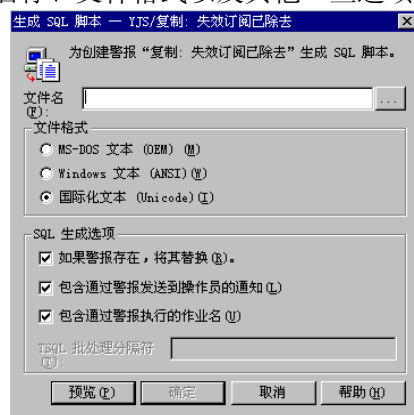 生成 SQL 脚本 — YJS/复制: 失效订阅已除去
为创建警报“复制: 失效订阅已除去”生成 SQL 脚本。
文件名
(F):
...
文件格式
MS-DOS 文本 (OEM) (M)
Windows 文本 (ANSI)(W)
国际化文本 (Unicode)(I)
SQL 生成选项
如果警报存在，将其替换(R)。
包含通过警报发送到操作员的通知(L)
包含通过警报执行的作业名(U)
TSQL 批处理分隔符
(T):
预览(P) 确定 取消 帮助(H)